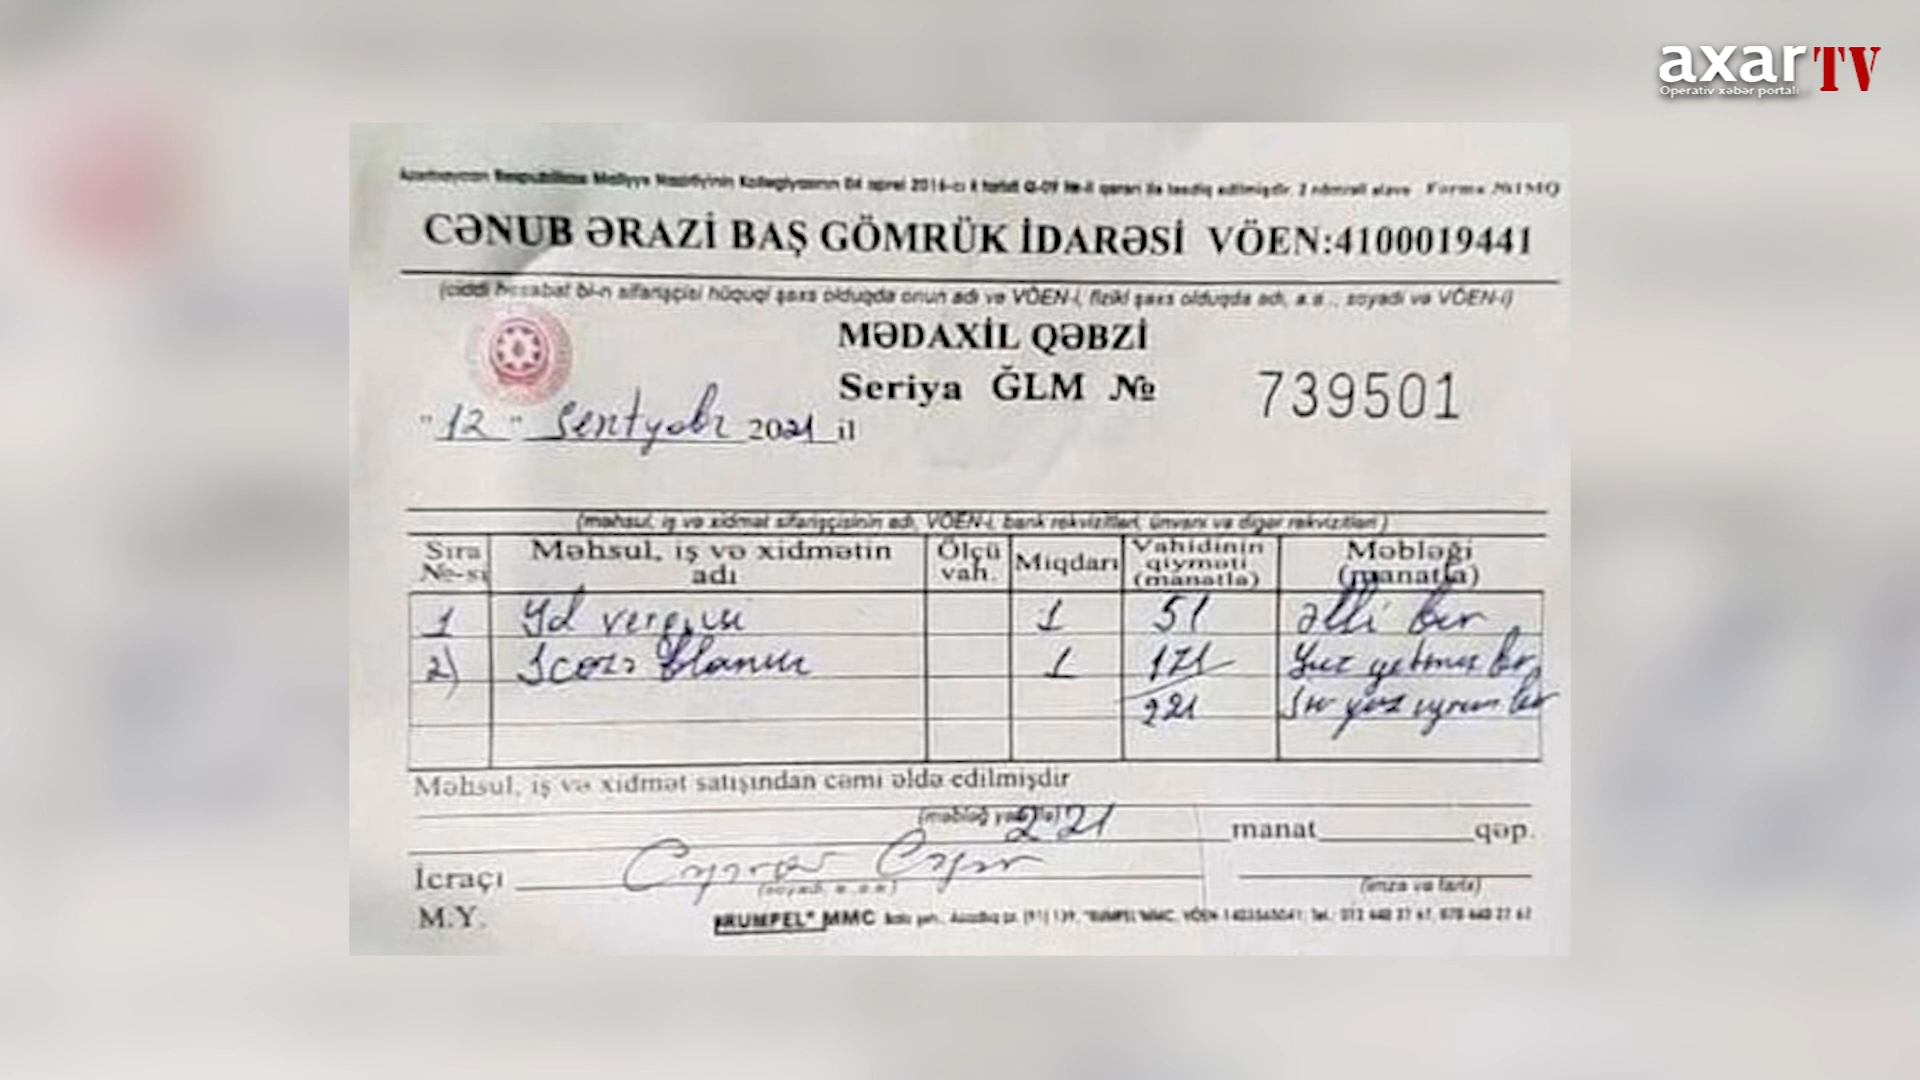 axar TV
Operativ xəbər portalı
Azərbaycan Respublikası Maliyyə Nazirliyinin Kollegiyasının 04 aprel 2016-cı il tarixli Q-09 №-li qərarı ilə təsdiq edilmişdir. 2 nömrəli əlavə Forma №1MQ
CƏNUB ƏRAZİ BAŞ GÖMRÜK İDARƏSİ VÖEN:4100019441
(ciddi hesabat bl-n sifarişçisi hüquqi şəxs olduqda onun adı və VÖEN-i, fiziki şəxs olduqda adı, a.a., soyadı və VÖEN-i)
MƏDAXİL QƏBZİ
Seriya ĞLM № 739501
"12" sentyabr 2021 il
(məhsul, iş və xidmət sifarişçisinin adı, VÖEN-i, bank rekvizitləri, ünvanı və digər rekvizitləri)
Sıra №-si Məhsul, iş və xidmətin adı Ölçü vah. Miqdarı Vahidinin qiyməti (manatla) Məbləği (manatla)
1 Yol vergisi 1 51 əlli bir
2) 1 171 Yüz yetmiş bir
221 iki yüz iyirmi bir
Məhsul, iş və xidmət satışından cəmi əldə edilmişdir
(məbləğ yazı ilə) 221 manat qəp.
İcraçı
(soyadı, a.,a.a) (imza və tarix)
M.Y. "RUMPEL" MMC Bakı şəh., Azadlıq pr. (91) 139, "RUMPEL" MMC, VÖEN 1403565041; Tel.: 012 440 27 67, 070 440 27 67